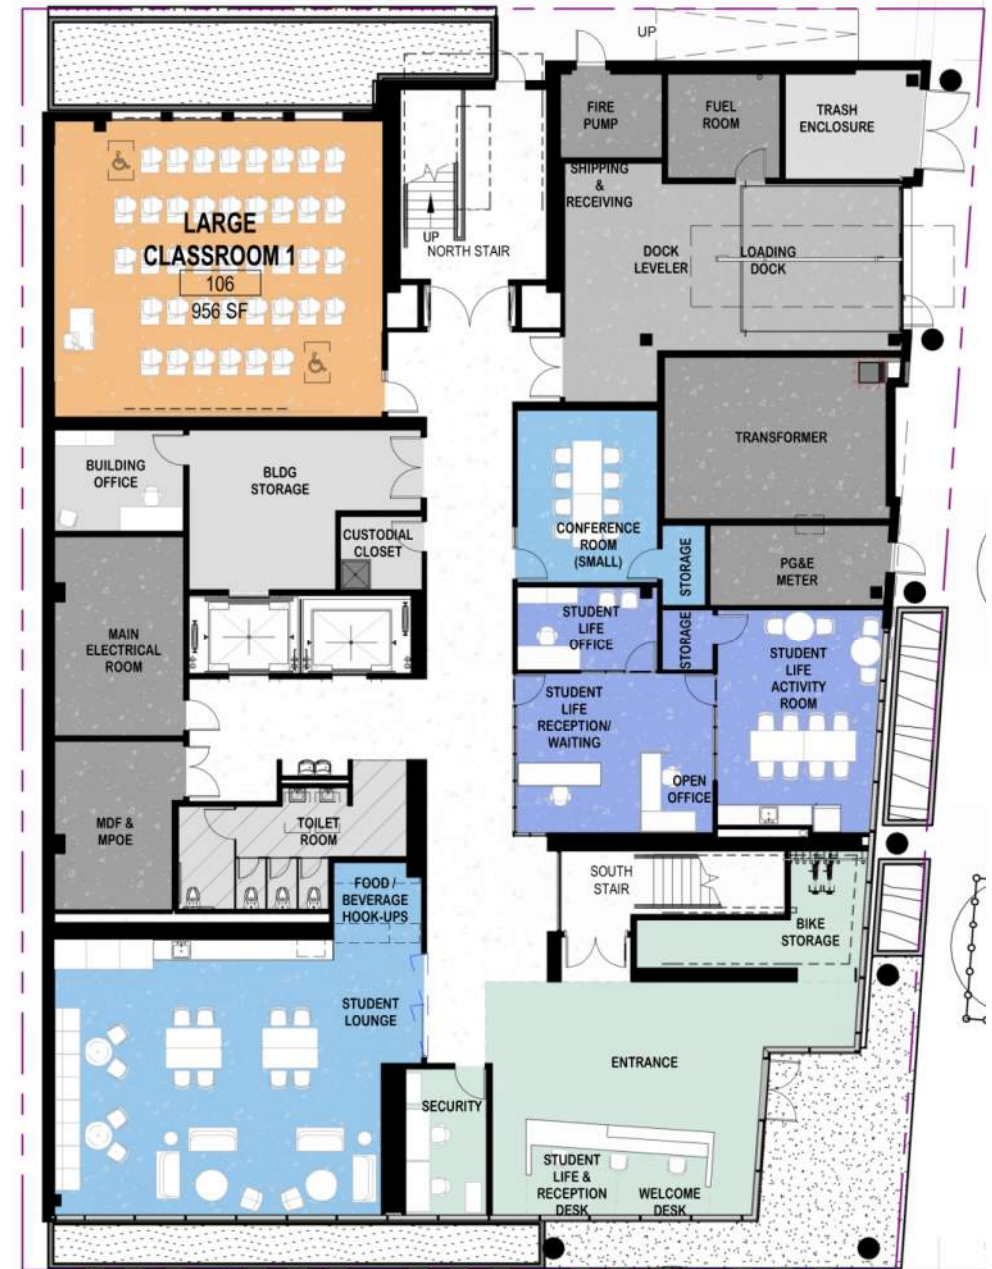 UP
FIRE
PUMP
FUEL
ROOM
TRASH
ENCLOSURE
SHIPPING
&
RECEIVING
LARGE
CLASSROOM 1
106
956 SF
UP
NORTH STAIR
DOCK
LEVELER
LOADING
DOCK
TRANSFORMER
BUILDING
OFFICE
BLDG
STORAGE
CUSTODIAL
CLOSET
CONFERENCE
ROOM
(SMALL)
STORAGE
PG&E
METER
MAIN
ELECTRICAL
ROOM
STUDENT
LIFE
OFFICE
STORAGE
STUDENT
LIFE
ACTIVITY
ROOM
STUDENT
LIFE
RECEPTION/
WAITING
OPEN
OFFICE
MDF &
MPOE
TOILET
ROOM
FOOD /
BEVERAGE
HOOK-UPS
SOUTH
STAIR
BIKE
STORAGE
STUDENT
LOUNGE
ENTRANCE
SECURITY
STUDENT
LIFE &
RECEPTION
DESK
WELCOME
DESK